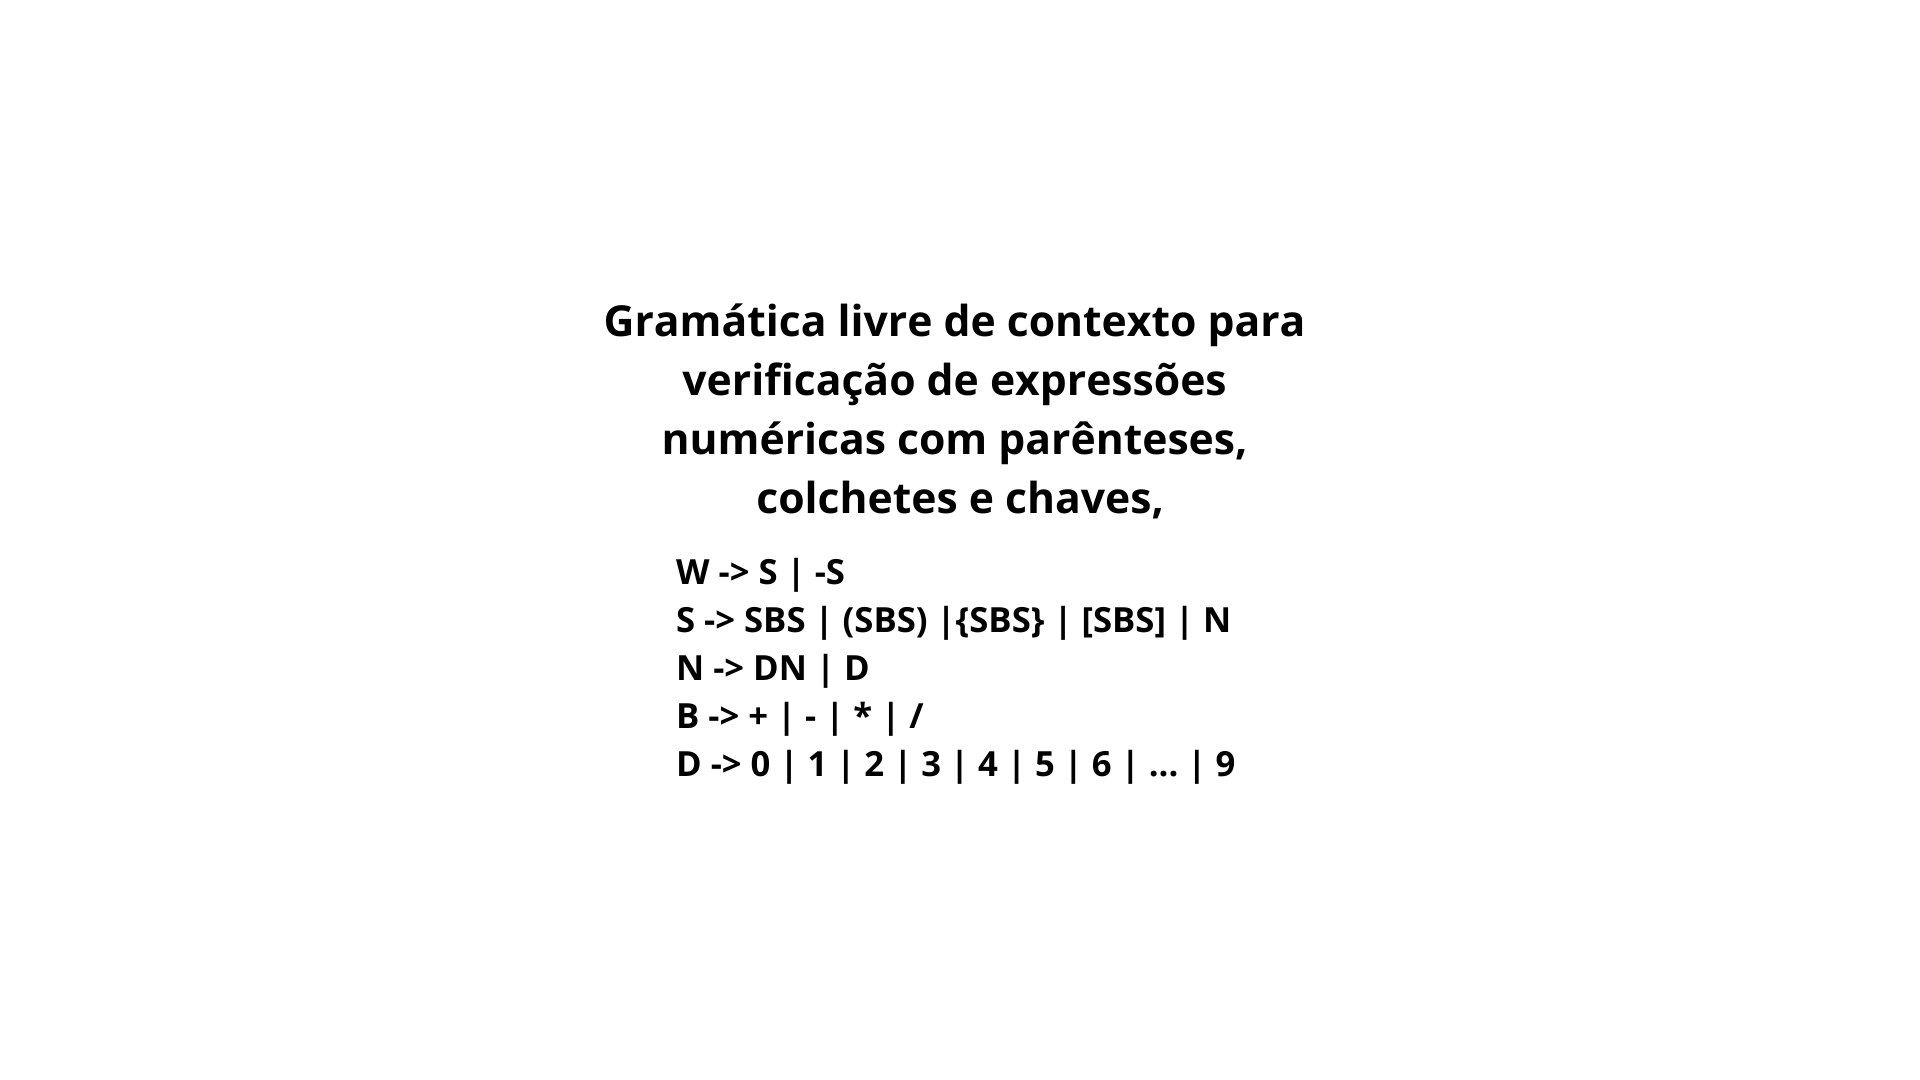 Gramática livre de contexto para
verificação de expressões
numéricas com parênteses,
colchetes e chaves,
W -> S | -S
S -> SBS | (SBS) |{SBS} | [SBS] | N
N -> DN | D
B -> + | - | * | /
D -> 0 | 1 | 2 | 3 | 4 | 5 | 6 | ... | 9